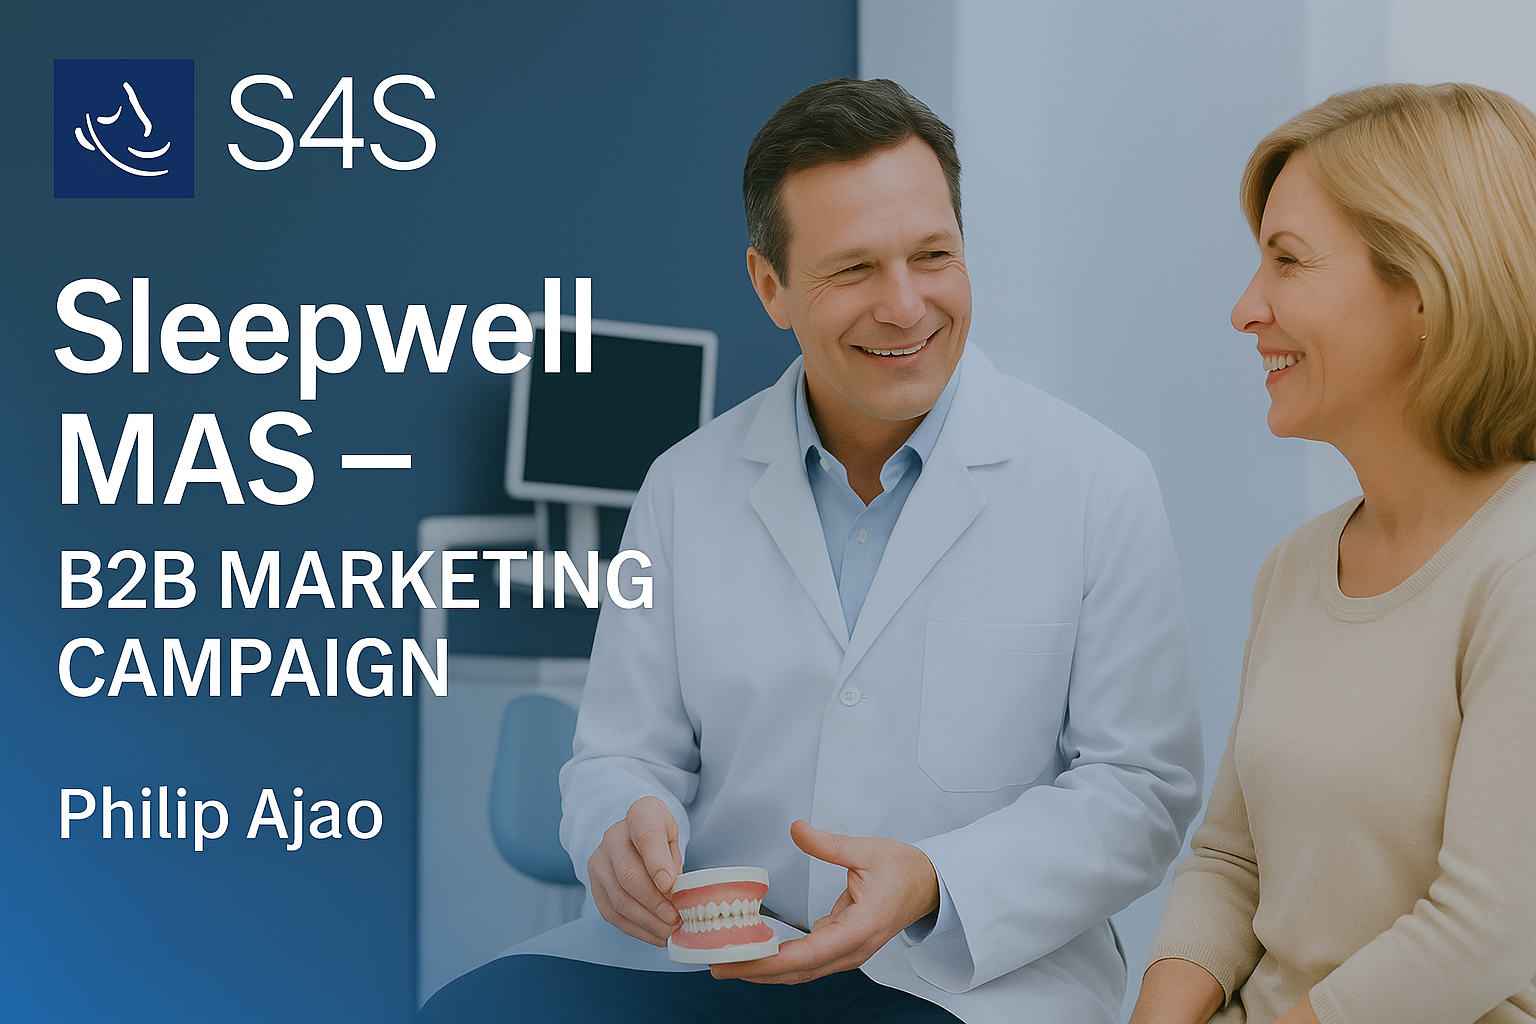 S4S
Sleepwell
MAS –
B2B MARKETING
CAMPAIGN
Philip Ajao